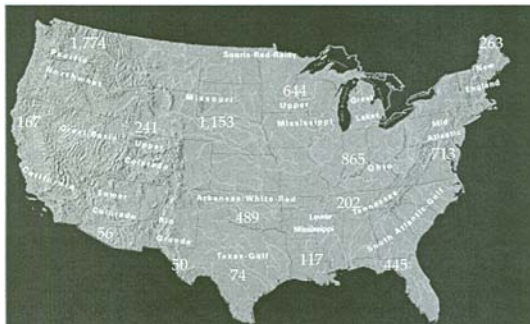 1,774
263
Pacific
Northwest
Souris-Red-Rainy
New
England
Missouri
644
Upper
Mississippi
Great
Lakes
167
Great Basin
241
Upper
Colorado
1,153
Mid
Atlantic
713
865
Ohio
California
Lower
Colorado
56
Rio
Grande
50
Arkansas-White-Red
489
202
Tennessee
Lower
Mississippi
117
South Atlantic-Gulf
445
Texas-Gulf
74